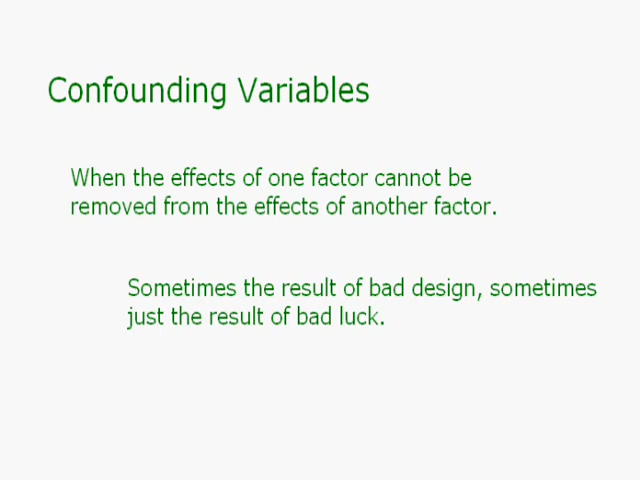 Confounding Variables
When the effects of one factor cannot be
removed from the effects of another factor.
Sometimes the result of bad design, sometimes
just the result of bad luck.